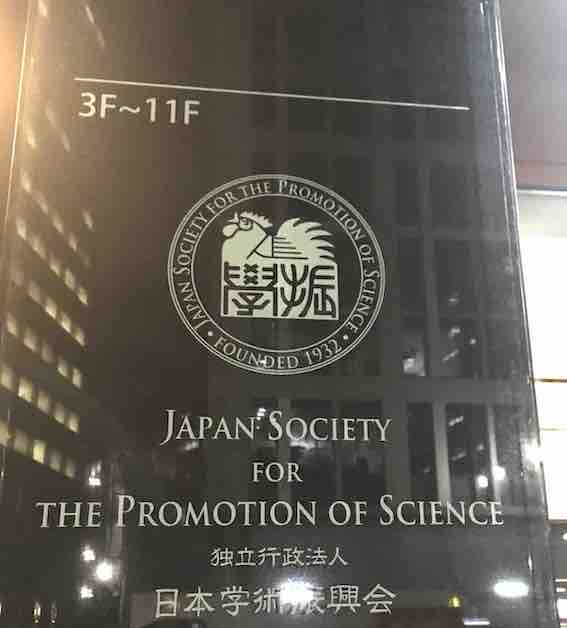 3F~11F
JAPAN SOCIETY FOR THE PROMOTION OF SCIENCE
• FOUNDED 1932 •
學振
JAPAN SOCIETY
FOR
THE PROMOTION OF SCIENCE
独立行政法人
日本学術振興会